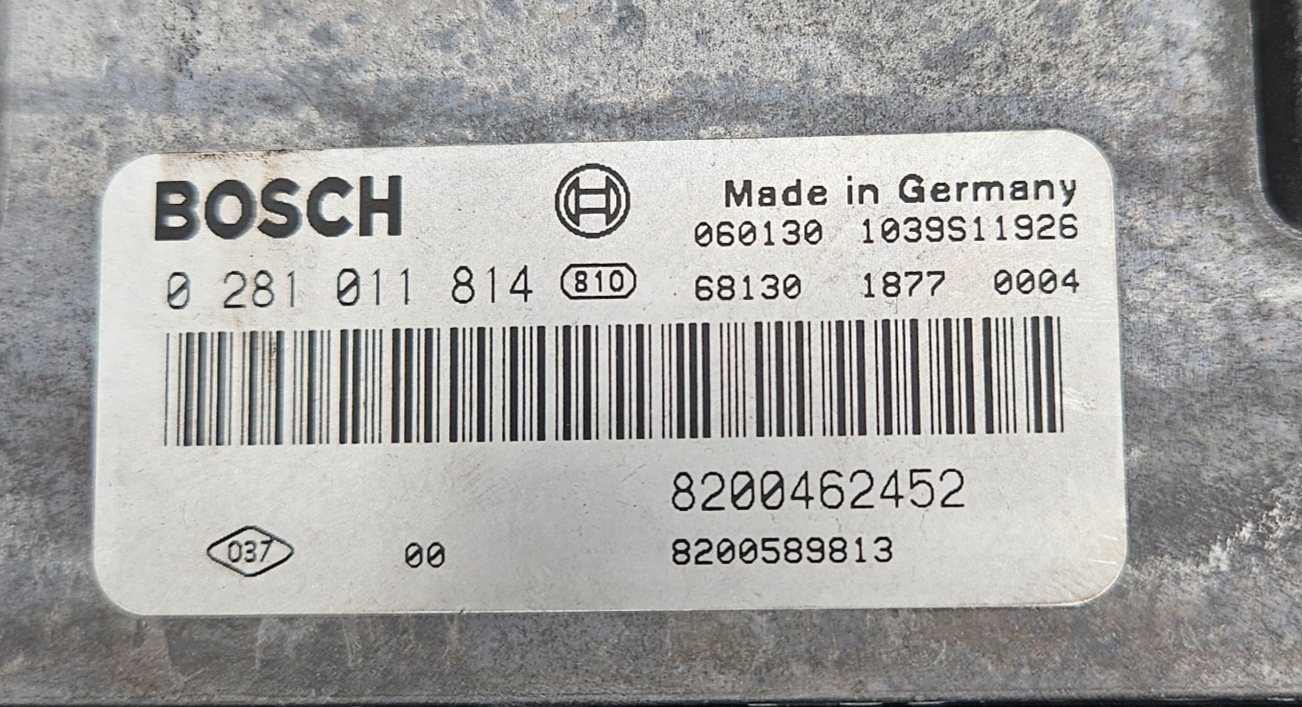 BOSCH
Made in Germany
060130 1039S11926
0 281 011 814 810 68130 1877 0004
8200462452
037 00 8200589813